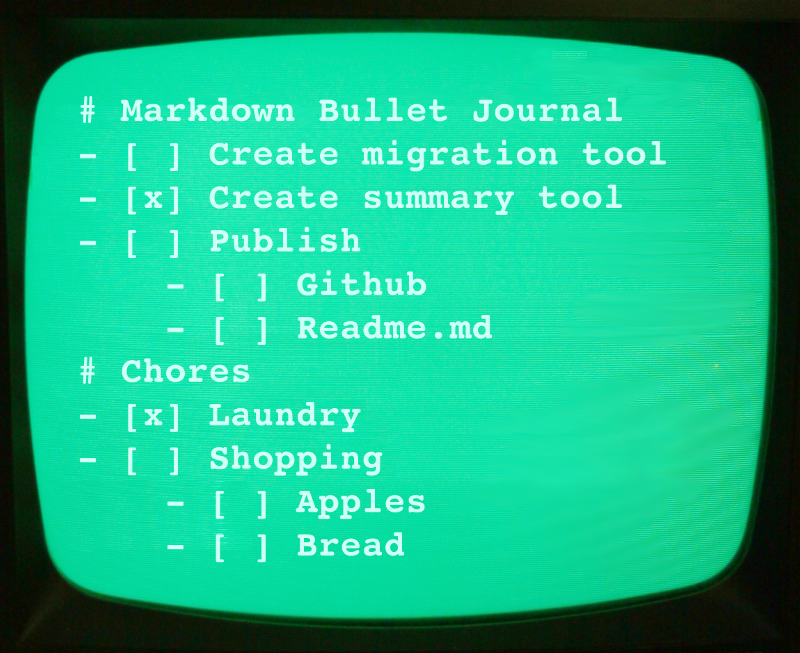 # Markdown Bullet Journal
- [ ] Create migration tool
- [x] Create summary tool
- [ ] Publish
    - [ ] Github
    - [ ] Readme.md
# Chores
- [x] Laundry
- [ ] Shopping
    - [ ] Apples
    - [ ] Bread